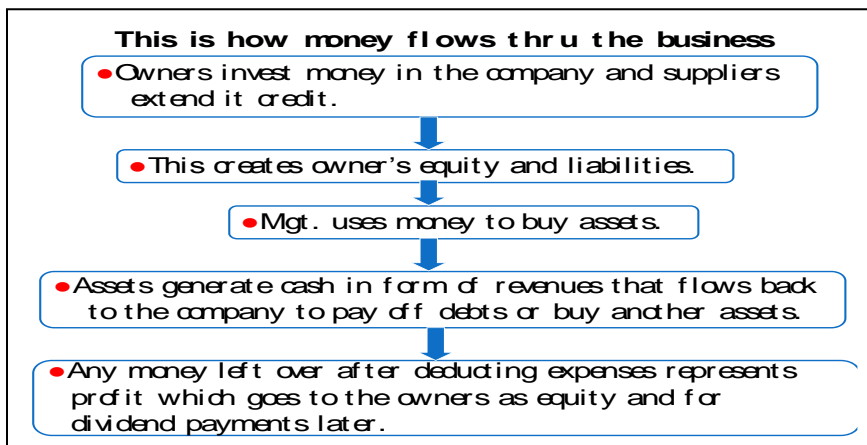 This is how money flows thru the business
●Owners invest money in the company and suppliers
extend it credit.
●This creates owner's equity and liabilities.
●Mgt. uses money to buy assets.
●Assets generate cash in form of revenues that flows back
to the company to pay off debts or buy another assets.
●Any money left over after deducting expenses represents
profit which goes to the owners as equity and for
dividend payments later.